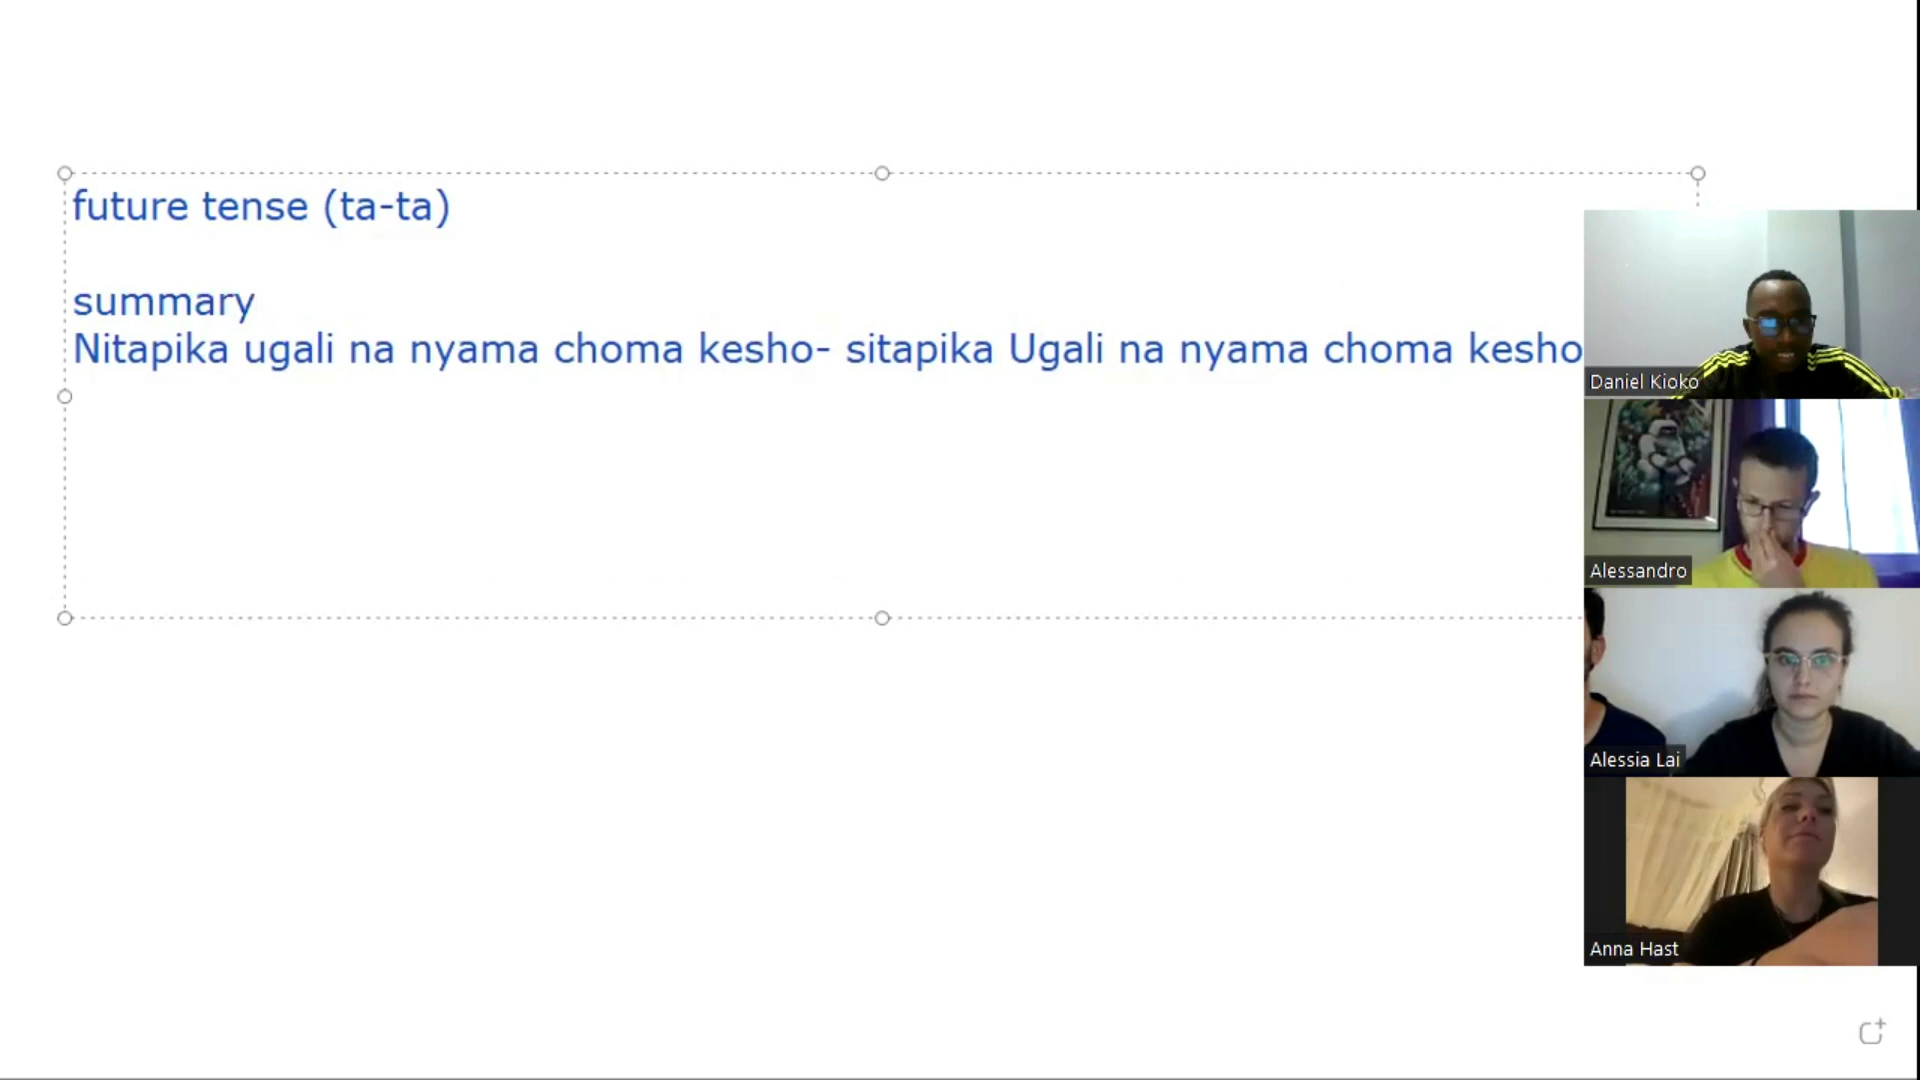 future tense (ta-ta)
summary
Nitapika ugali na nyama choma kesho- sitapika Ugali na nyama choma kesho
Daniel Kioko
Alessandro
Alessia Lai
Anna Hast